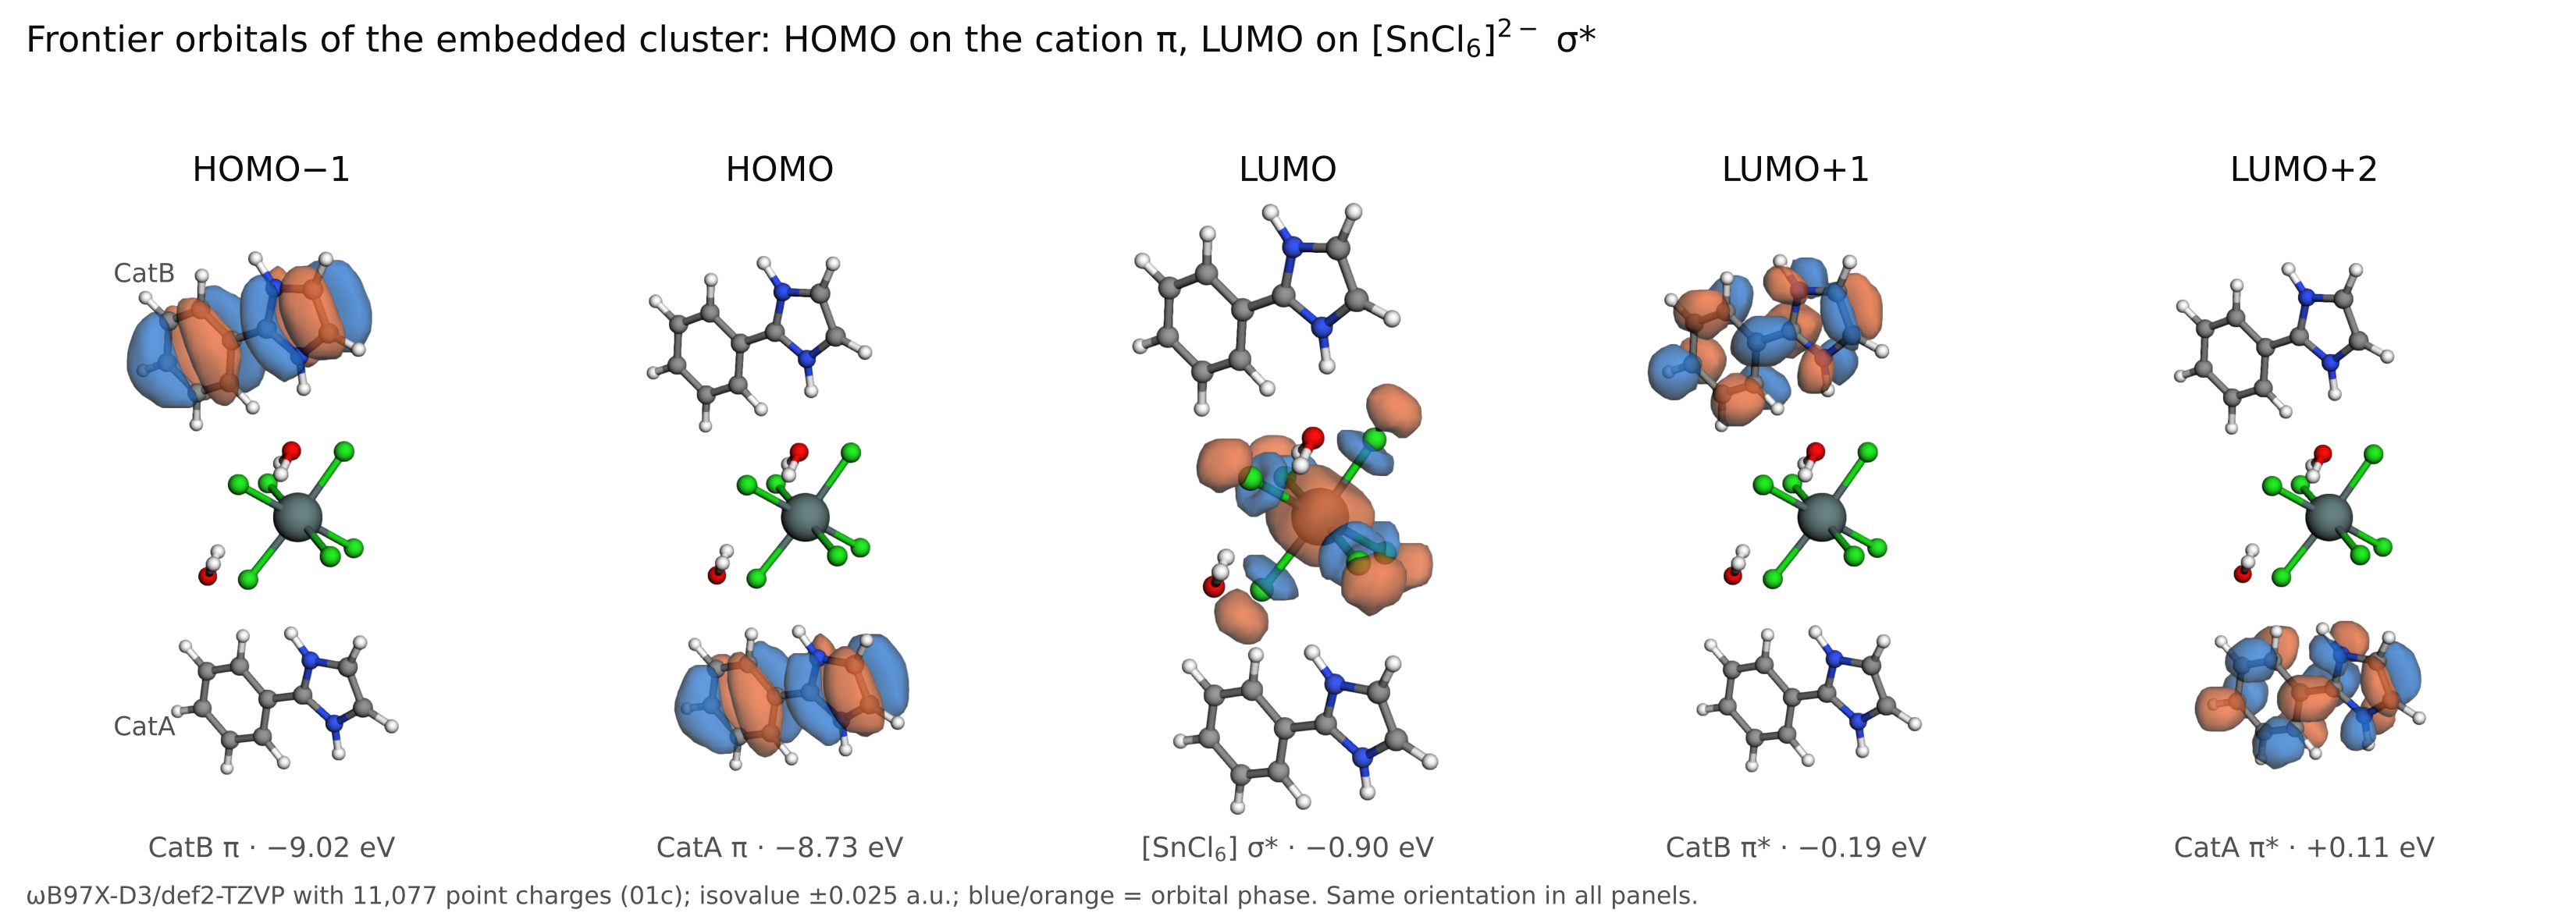 Frontier orbitals of the embedded cluster: HOMO on the cation π, LUMO on [SnCl₆]²⁻ σ*
HOMO−1
HOMO
LUMO
LUMO+1
LUMO+2
CatB
CatA
CatB π · −9.02 eV
CatA π · −8.73 eV
[SnCl₆] σ* · −0.90 eV
CatB π* · −0.19 eV
CatA π* · +0.11 eV
ωB97X-D3/def2-TZVP with 11,077 point charges (01c); isovalue ±0.025 a.u.; blue/orange = orbital phase. Same orientation in all panels.